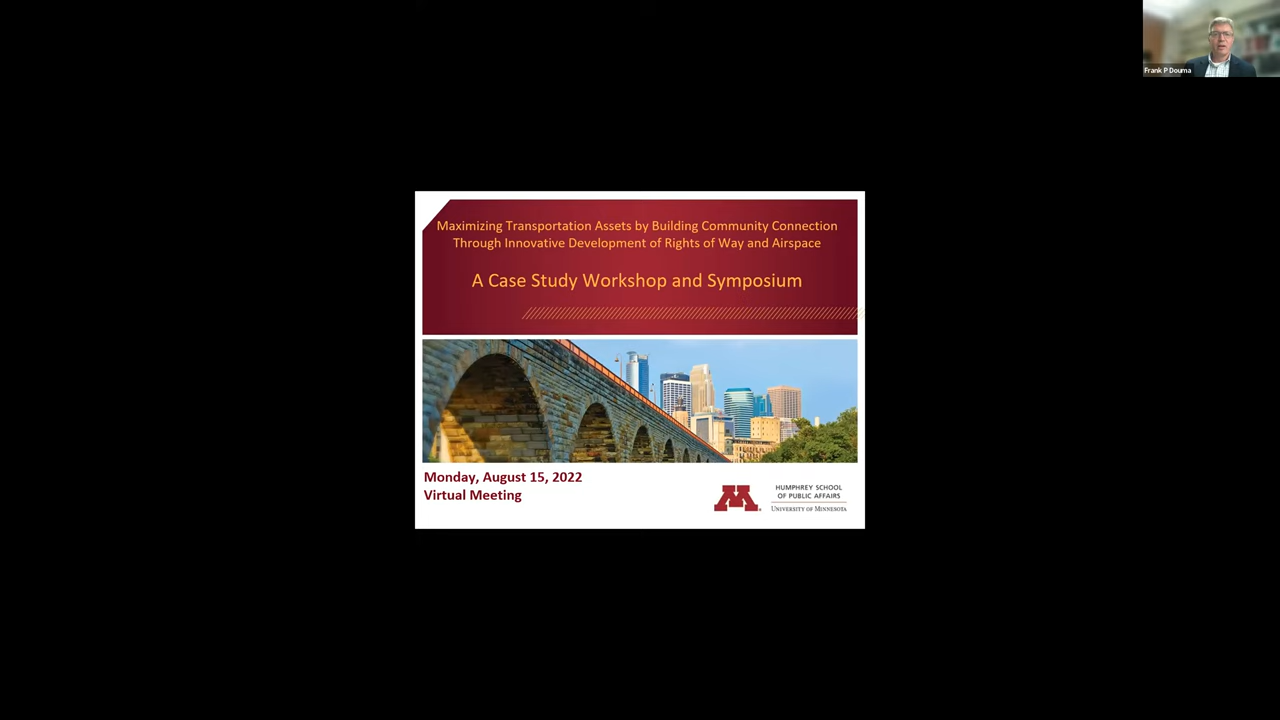 Frank P Douma
Maximizing Transportation Assets by Building Community Connection
Through Innovative Development of Rights of Way and Airspace
A Case Study Workshop and Symposium
Monday, August 15, 2022
Virtual Meeting
M
HUMPHREY SCHOOL
OF PUBLIC AFFAIRS
UNIVERSITY OF MINNESOTA